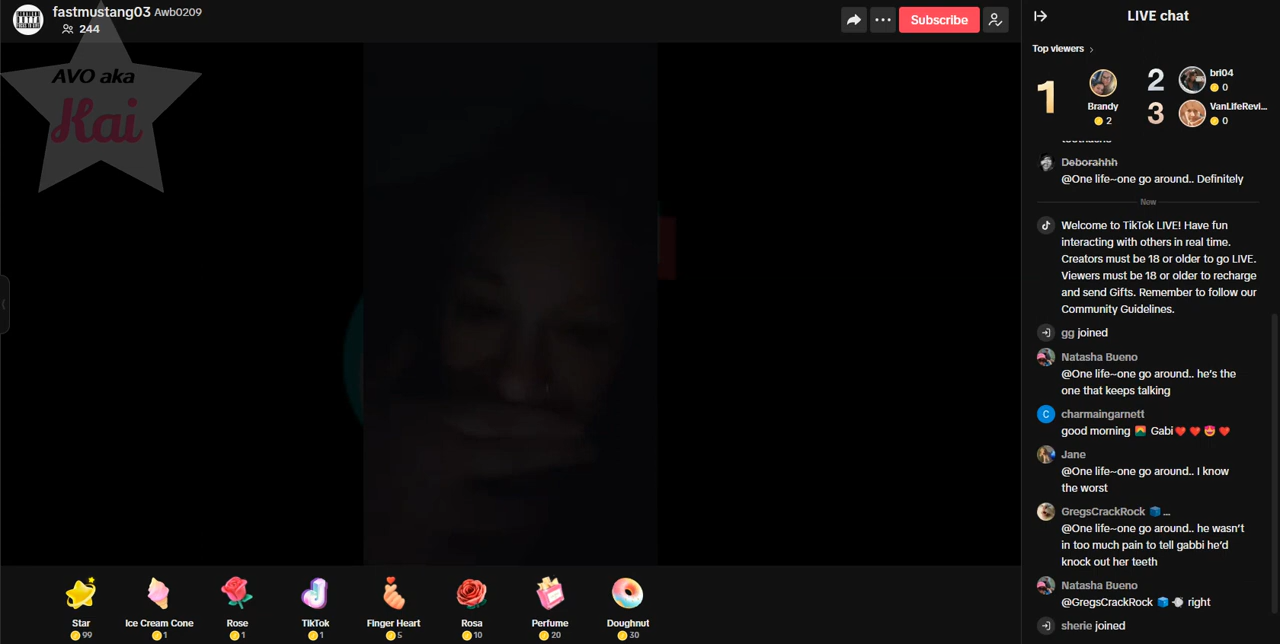 fastmustang03 Awb0209
244
Subscribe
AVO aka
Kai
LIVE chat
Top viewers
1
Brandy
2
2
bri04
0
3
VanLifeRevi...
0
Deborahhh
@One life~one go around.. Definitely
New
Welcome to TikTok LIVE! Have fun
interacting with others in real time.
Creators must be 18 or older to go LIVE.
Viewers must be 18 or older to recharge
and send Gifts. Remember to follow our
Community Guidelines.
gg joined
Natasha Bueno
@One life~one go around.. he's the
one that keeps talking
C
charmaingarnett
good morning 🌄 Gabi❤️ ❤️ 😍 ❤️
Jane
@One life~one go around.. I know
the worst
GregsCrackRock 🧊 ...
@One life~one go around.. he wasn't
in too much pain to tell gabbi he'd
knock out her teeth
Natasha Bueno
@GregsCrackRock 🧊 💨 right
sherie joined
Star
99
Ice Cream Cone
1
Rose
1
TikTok
1
Finger Heart
5
Rosa
10
Perfume
20
Doughnut
30